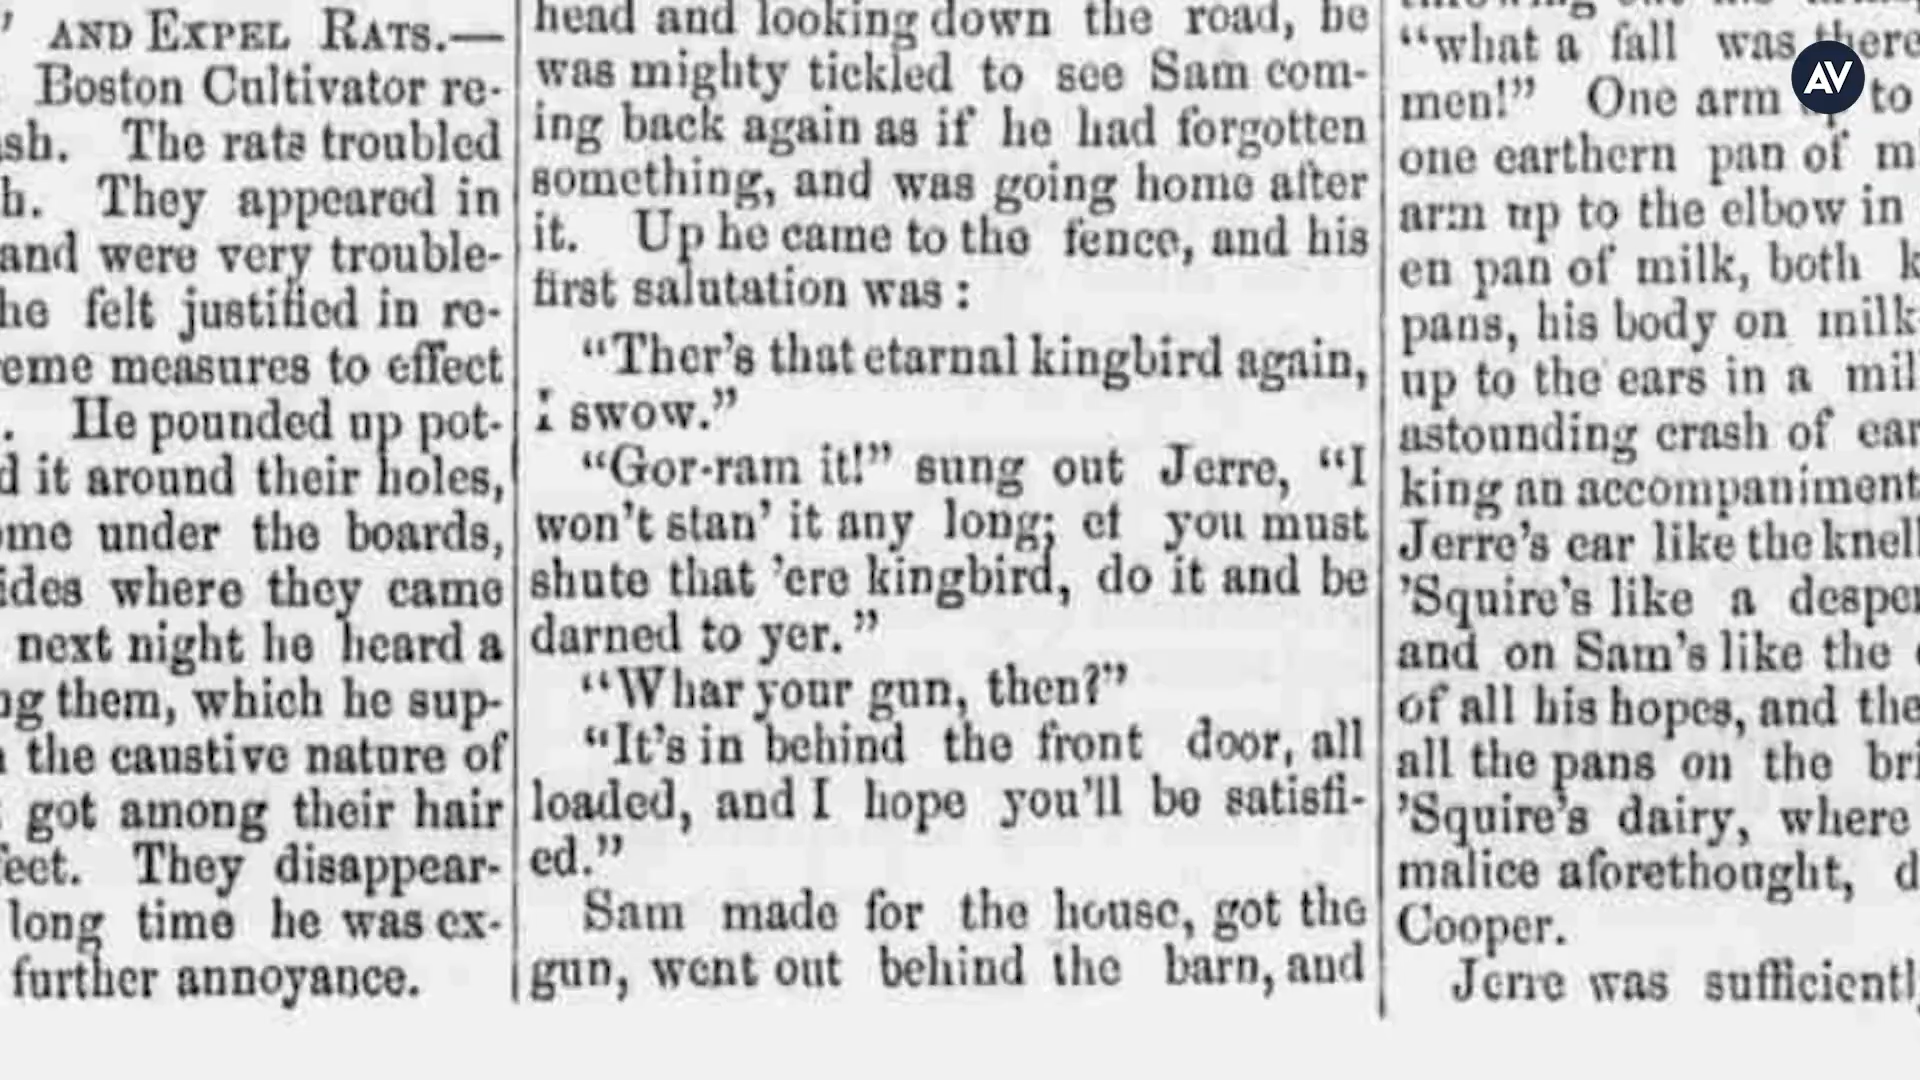 ' AND EXPEL RATS.—
Boston Cultivator re-
sh. The rats troubled
h. They appeared in
and were very trouble-
he felt justified in re-
eme measures to effect
. He pounded up pot-
d it around their holes,
ome under the boards,
ides where they came
next night he heard a
ng them, which he sup-
the caustive nature of
got among their hair
feet. They disappear-
long time he was ex-
further annoyance.
head and looking down the road, he
was mighty tickled to see Sam com-
ing back again as if he had forgotten
something, and was going home after
it. Up he came to the fence, and his
first salutation was :
“Ther's that etarnal kingbird again,
I swow.”
“Gor-ram it!” sung out Jerre, “I
won't stan' it any long; ef you must
shute that 'ere kingbird, do it and be
darned to yer.”
“Whar your gun, then?”
“It's in behind the front door, all
loaded, and I hope you'll be satisfi-
ed.”
Sam made for the house, got the
gun, went out behind the barn, and
“what a fall was there
men!” One arm up to
one earthern pan of m
arm up to the elbow in
en pan of milk, both k
pans, his body on milk
up to the ears in a mil
astounding crash of ear
king an accompaniment
Jerre's ear like the knell
'Squire's like a desper
and on Sam's like the
of all his hopes, and the
all the pans on the bri
'Squire's dairy, where
malice aforethought, d
Cooper.
Jerre was sufficientl
AV